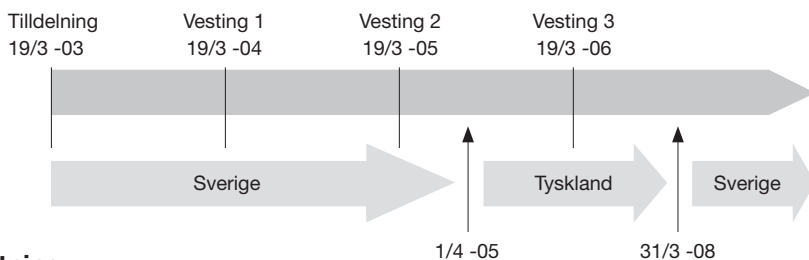 Tilldelning
19/3 -03
Vesting 1
19/3 -04
Vesting 2
19/3 -05
Vesting 3
19/3 -06
Sverige
Tyskland
Sverige
1/4 -05
31/3 -08